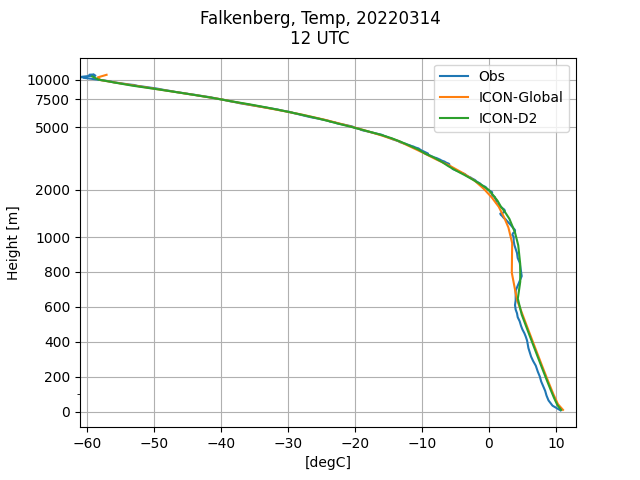 Falkenberg, Temp, 20220314
12 UTC
Obs
ICON-Global
ICON-D2
10000
7500
5000
2000
1000
800
600
400
200
0
Height [m]
−60
−50
−40
−30
−20
−10
0
10
[degC]